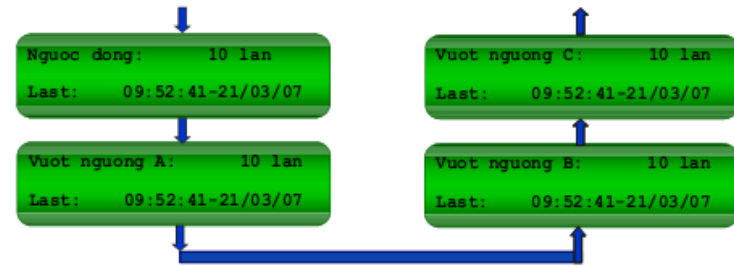 Nguoc dong: 10 lan
Last: 09:52:41-21/03/07
Vuot nguong A: 10 lan
Last: 09:52:41-21/03/07
Vuot nguong B: 10 lan
Last: 09:52:41-21/03/07
Vuot nguong C: 10 lan
Last: 09:52:41-21/03/07